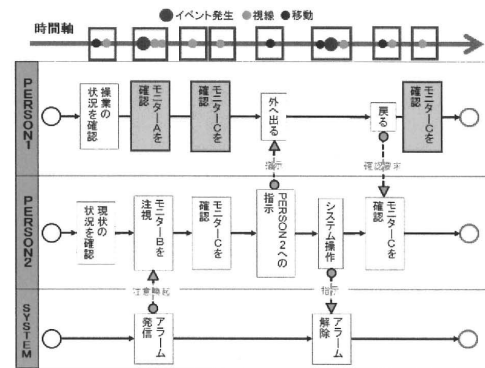 ●イベント発生 ●視線 ●移動
時間軸
PERSON1
操業の状況を確認
モニターAを確認
モニターCを確認
外へ出る
戻る
モニターCを確認
指示
確認要求
PERSON2
現状の状況を確認
モニターBを注視
モニターCを確認
PERSON2への指示
システム操作
モニターCを確認
注意喚起
指示
SYSTEM
アラーム発信
アラーム解除